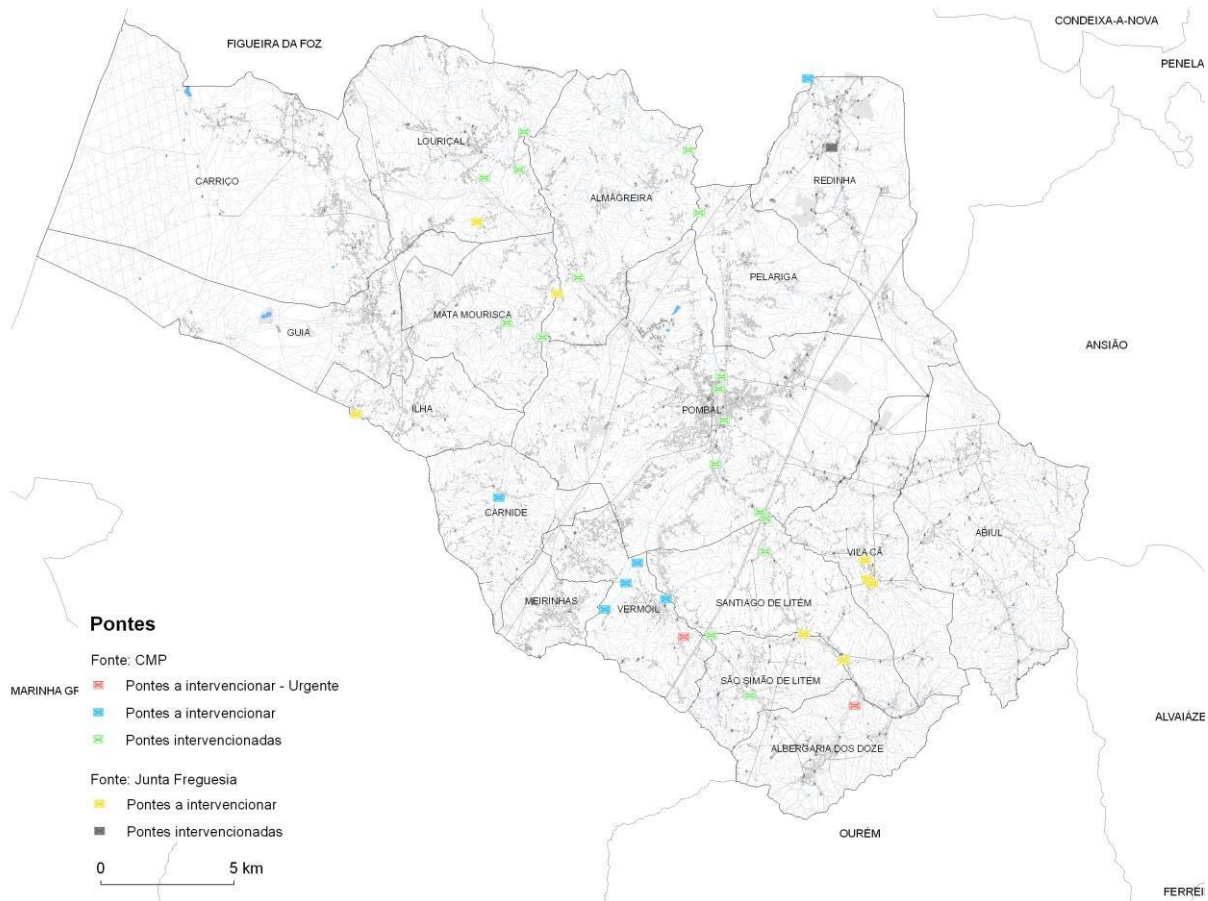 CONDEIXA-A-NOVA
FIGUEIRA DA FOZ
PENELA
LOURIÇAL
CARRIÇO
REDINHA
ALMAGREIRA
PELARIGA
MATA MOURISCA
GUIA
ANSIÃO
ILHA
POMBAL
CARNIDE
ABIUL
VILA CÃ
MEIRINHAS
VERMOIL
SANTIAGO DE LITÉM
SÃO SIMÃO DE LITÉM
MARINHA GR
ALVAIÁZE
ALBERGARIA DOS DOZE
OURÉM
FERREI
Pontes
Fonte: CMP
Pontes a intervencionar - Urgente
Pontes a intervencionar
Pontes intervencionadas
Fonte: Junta Freguesia
Pontes a intervencionar
Pontes intervencionadas
0 5 km